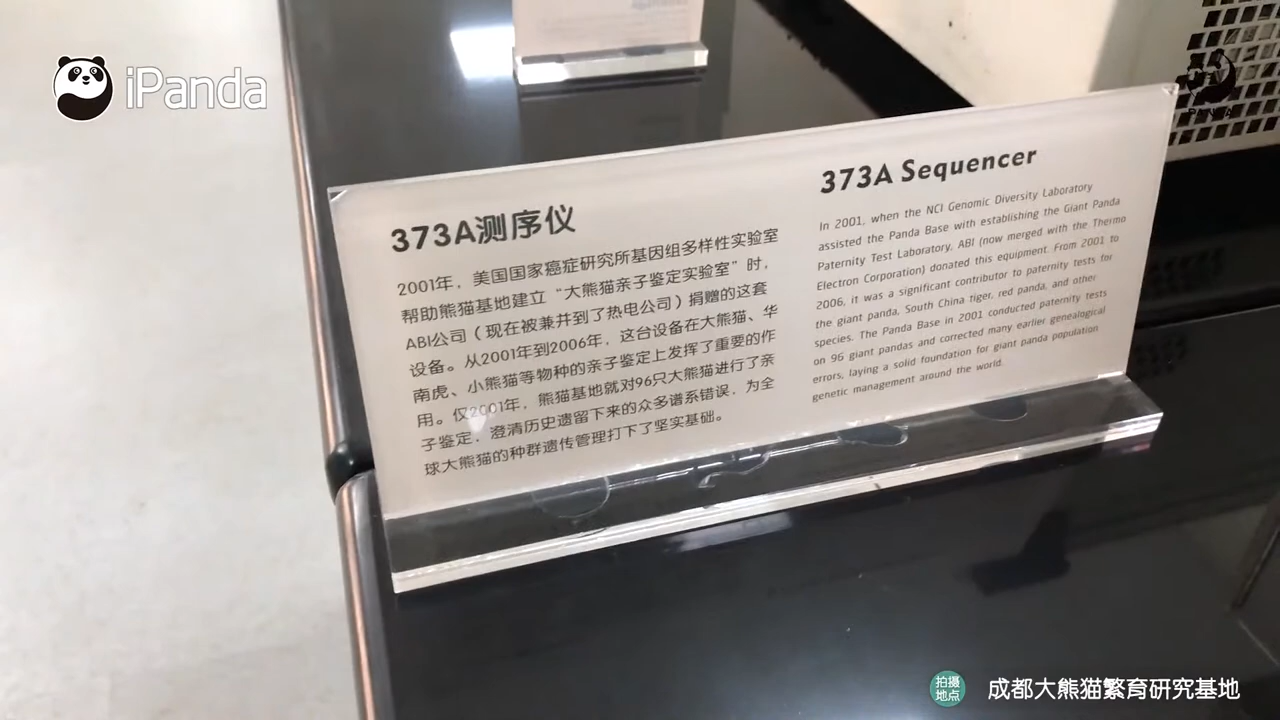 iPanda
373A测序仪
2001年，美国国家癌症研究所基因组多样性实验室
帮助熊猫基地建立“大熊猫亲子鉴定实验室”时，
ABI公司（现在被兼并到了热电公司）捐赠的这套
设备。从2001年到2006年，这台设备在大熊猫、华
南虎、小熊猫等物种的亲子鉴定上发挥了重要的作
用。仅2001年，熊猫基地就对96只大熊猫进行了亲
子鉴定，澄清历史遗留下来的众多谱系错误，为全
球大熊猫的种群遗传管理打下了坚实基础。
373A Sequencer
In 2001, when the NCI Genomic Diversity Laboratory
assisted the Panda Base with establishing the Giant Panda
Paternity Test Laboratory, ABI (now merged with the Thermo
Electron Corporation) donated this equipment. From 2001 to
2006, it was a significant contributor to paternity tests for
the giant panda, South China tiger, red panda, and other
species. The Panda Base in 2001 conducted paternity tests
on 96 giant pandas and corrected many earlier genealogical
errors, laying a solid foundation for giant panda population
genetic management around the world.
拍摄
地点
成都大熊猫繁育研究基地